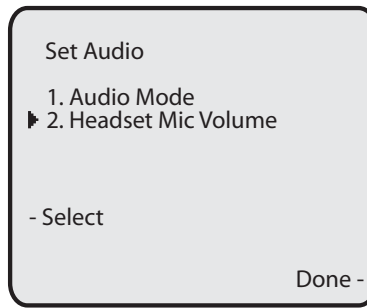 Set Audio
1. Audio Mode
2. Headset Mic Volume
- Select
Done -